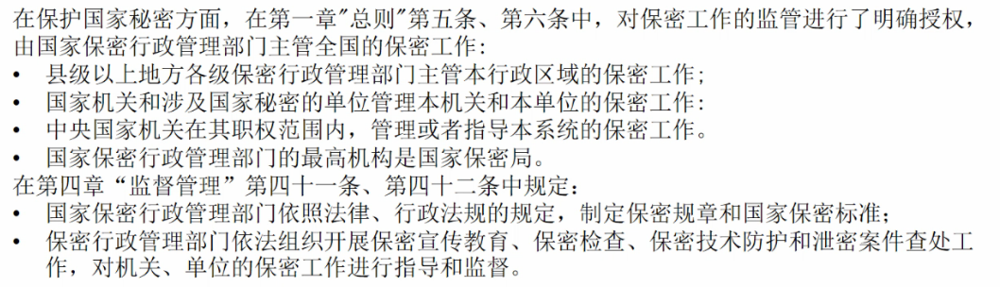 在保护国家秘密方面，在第一章"总则"第五条、第六条中，对保密工作的监管进行了明确授权，
由国家保密行政管理部门主管全国的保密工作：
• 县级以上地方各级保密行政管理部门主管本行政区域的保密工作；
• 国家机关和涉及国家秘密的单位管理本机关和本单位的保密工作：
• 中央国家机关在其职权范围内，管理或者指导本系统的保密工作。
• 国家保密行政管理部门的最高机构是国家保密局。
在第四章“监督管理”第四十一条、第四十二条中规定：
• 国家保密行政管理部门依照法律、行政法规的规定，制定保密规章和国家保密标准；
• 保密行政管理部门依法组织开展保密宣传教育、保密检查、保密技术防护和泄密案件查处工
作，对机关、单位的保密工作进行指导和监督。